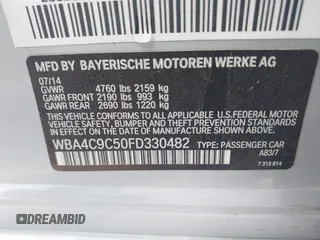 MFD BY BAYERISCHE MOTOREN WERKE AG
07/14
GVWR 4760 lbs 2159 kg
GAWR FRONT 2190 lbs 993 kg
GAWR REAR 2690 lbs 1220 kg
THIS VEHICLE CONFORMS TO ALL APPLICABLE
FEDERAL MOTOR VEHICLE SAFETY, BUMPER, AND
THEFT PREVENTION STANDARDS IN EFFECT ON
THE DATE OF MANUFACTURE SHOWN ABOVE.
WBA4C9C50FD330482 TYPE: PASSENGER CAR
A83/7
7 315 814
DREAMBID.COM